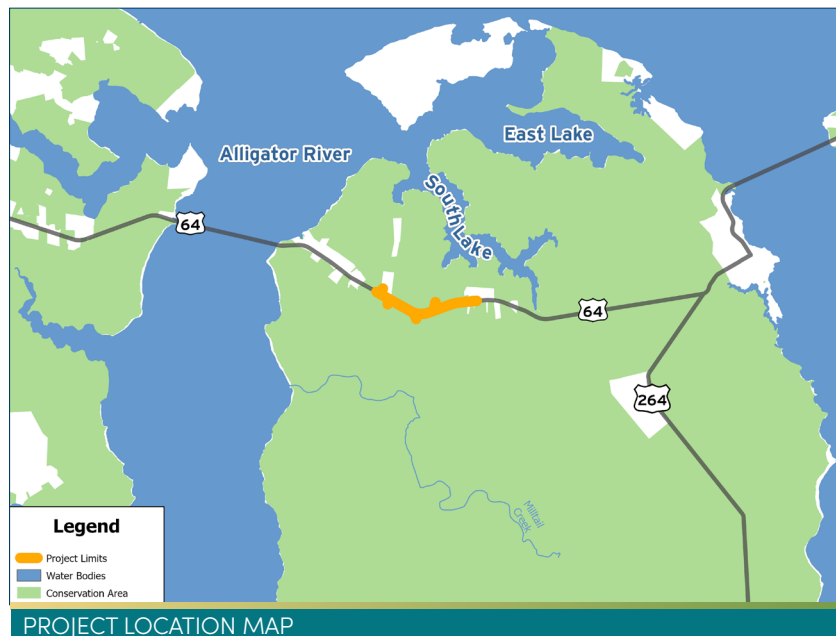 East Lake
Alligator River
South Lake
64
64
264
Milltail
Creek
Legend
Project Limits
Water Bodies
Conservation Area
PROJECT LOCATION MAP